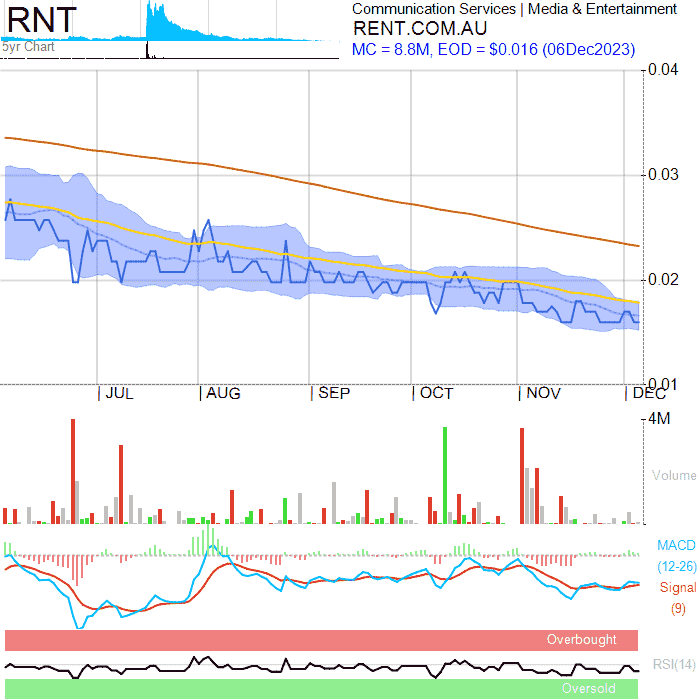 RNT
5yr Chart
Communication Services | Media & Entertainment
RENT.COM.AU
MC = 8.8M, EOD = $0.016 (06Dec2023)
0.04
0.03
0.02
0.01
JUL
AUG
SEP
OCT
NOV
DEC
4M
Volume
MACD
(12-26)
Signal
(9)
Overbought
RSI(14)
Oversold